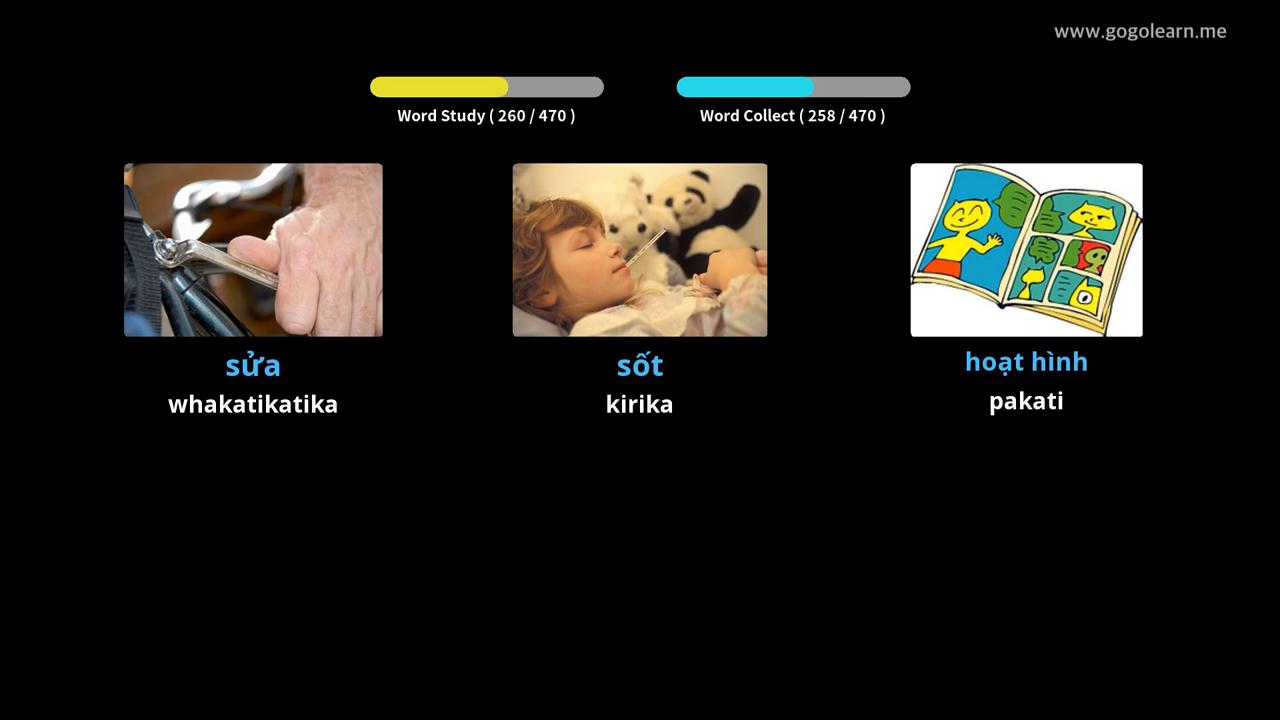 www.gogolearn.me
Word Study ( 260 / 470 )
Word Collect ( 258 / 470 )
sửa
whakatikatika
sốt
kirika
hoạt hình
pakati